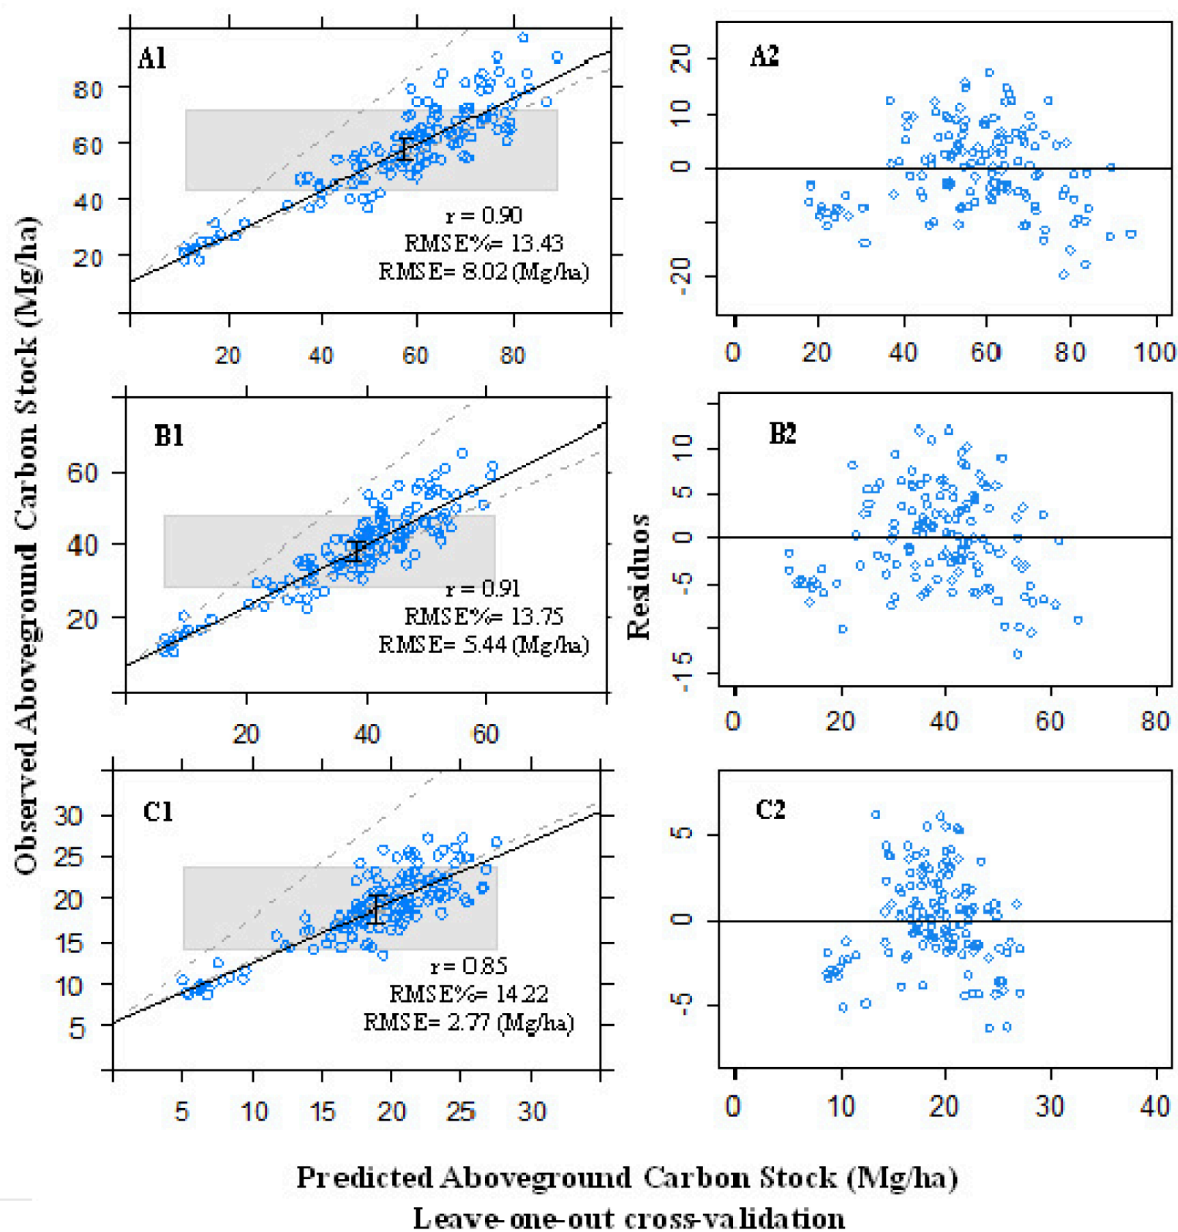 Observed Aboveground Carbon Stock (Mg/ha)
A1
80
60
40
20
r = 0.90
RMSE%= 13.43
RMSE= 8.02 (Mg/ha)
20 40 60 80
A2
20
10
0
-20
0 20 40 60 80 100
B1
60
40
20
r = 0.91
RMSE%= 13.75
RMSE= 5.44 (Mg/ha)
20 40 60
Residuos
B2
10
5
0
-5
-15
0 20 40 60 80
C1
30
25
20
15
10
5
r = 0.85
RMSE%= 14.22
RMSE= 2.77 (Mg/ha)
5 10 15 20 25 30
C2
5
0
-5
0 10 20 30 40
Predicted Aboveground Carbon Stock (Mg/ha)
Leave-one-out cross-validation